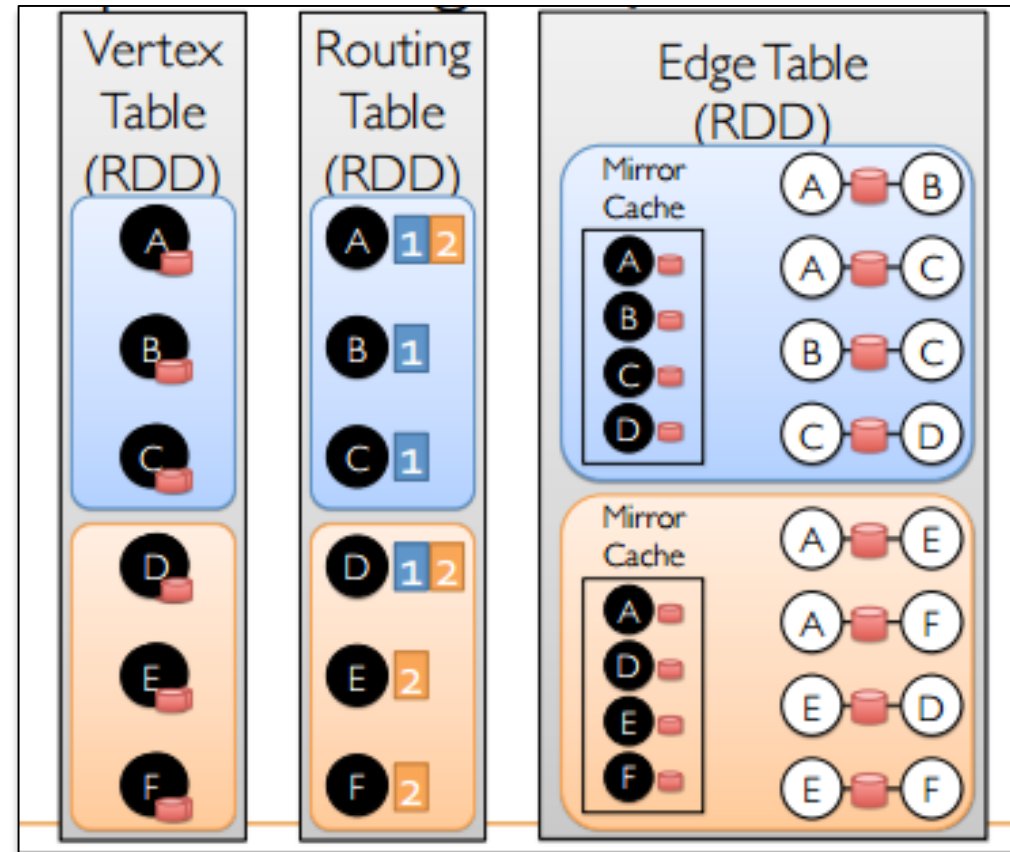 Vertex
Table
(RDD)
A
B
C
D
E
F
Routing
Table
(RDD)
A 1 2
B 1
C 1
D 1 2
E 2
F 2
Edge Table
(RDD)
Mirror
Cache
A
B
C
D
A B
A C
B C
C D
Mirror
Cache
A
D
E
F
A E
A F
E D
E F